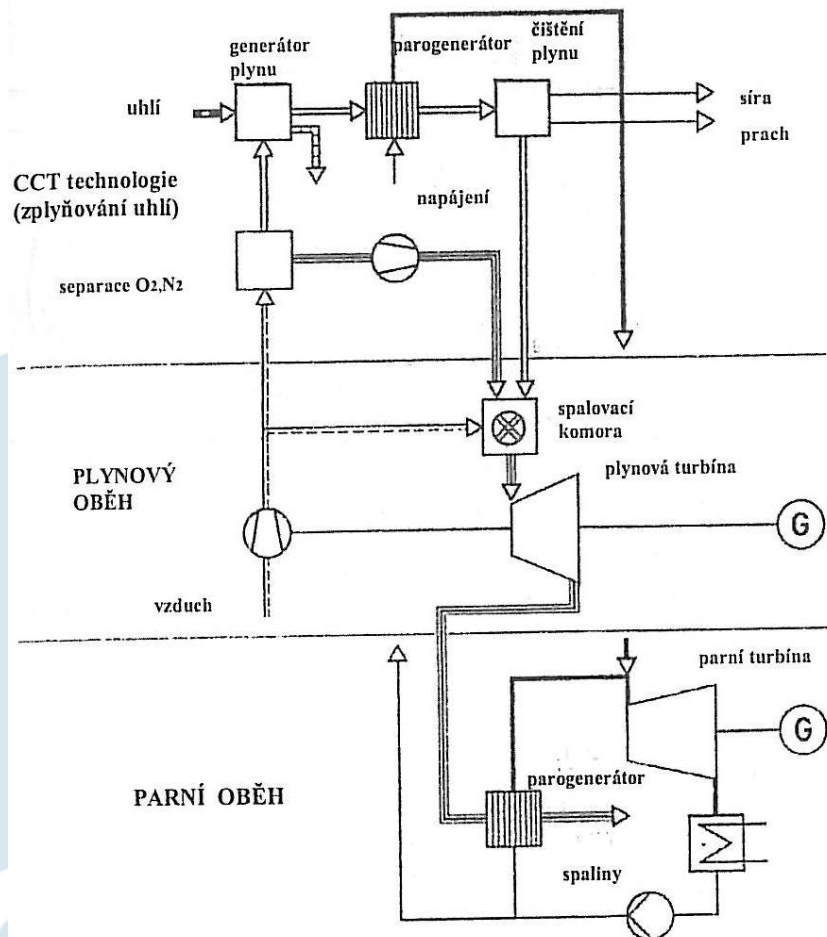 generátor
plynu
parogenerátor
čištění
plynu
uhlí
síra
prach
CCT technologie
(zplyňování uhlí)
napájení
separace O2,N2
spalovací
komora
PLYNOVÝ
OBĚH
plynová turbína
G
vzduch
parní turbína
G
parogenerátor
PARNÍ OBĚH
spaliny